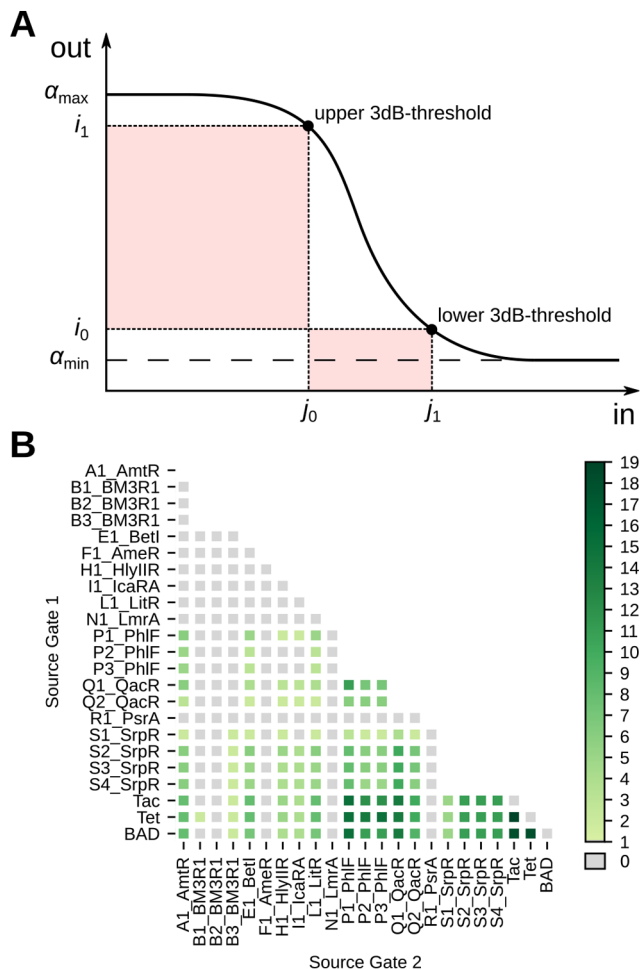 A
out
αmax
i1
upper 3dB-threshold
i0
lower 3dB-threshold
αmin
j0
j1
in
B
Source Gate 1
A1_AmtR
B1_BM3R1
B2_BM3R1
B3_BM3R1
E1_BetI
F1_AmeR
H1_HlyIIR
I1_IcaRA
L1_LitR
N1_LmrA
P1_PhlF
P2_PhlF
P3_PhlF
Q1_QacR
Q2_QacR
R1_PsrA
S1_SrpR
S2_SrpR
S3_SrpR
S4_SrpR
Tac
Tet
BAD
A1_AmtR
B1_BM3R1
B2_BM3R1
B3_BM3R1
E1_BetI
F1_AmeR
H1_HlyIIR
I1_IcaRA
L1_LitR
N1_LmrA
P1_PhlF
P2_PhlF
P3_PhlF
Q1_QacR
Q2_QacR
R1_PsrA
S1_SrpR
S2_SrpR
S3_SrpR
S4_SrpR
Tac
Tet
BAD
Source Gate 2
19
18
17
16
15
14
13
12
11
10
9
8
7
6
5
4
3
2
1
0